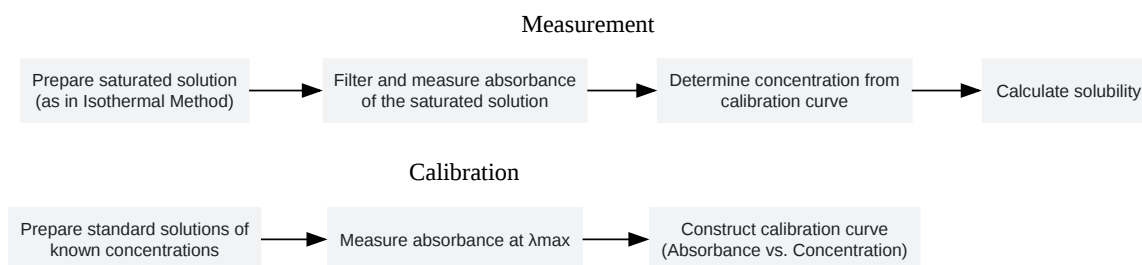 Measurement
Prepare saturated solution
(as in Isothermal Method)
Filter and measure absorbance
of the saturated solution
Determine concentration from
calibration curve
Calculate solubility
Calibration
Prepare standard solutions of
known concentrations
Measure absorbance at λmax
Construct calibration curve
(Absorbance vs. Concentration)